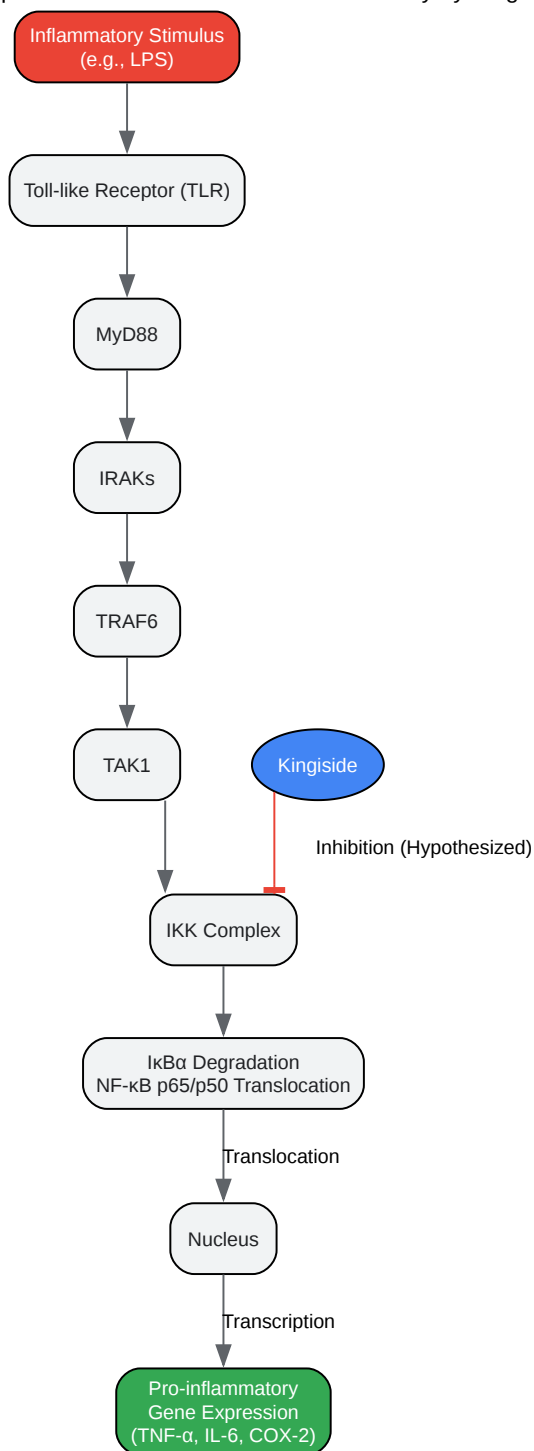 Inflammatory Stimulus
(e.g., LPS)
Toll-like Receptor (TLR)
MyD88
IRAKs
TRAF6
TAK1
Kingiside
Inhibition (Hypothesized)
IKK Complex
IκBα Degradation
NF-κB p65/p50 Translocation
Translocation
Nucleus
Transcription
Pro-inflammatory
Gene Expression
(TNF-α, IL-6, COX-2)